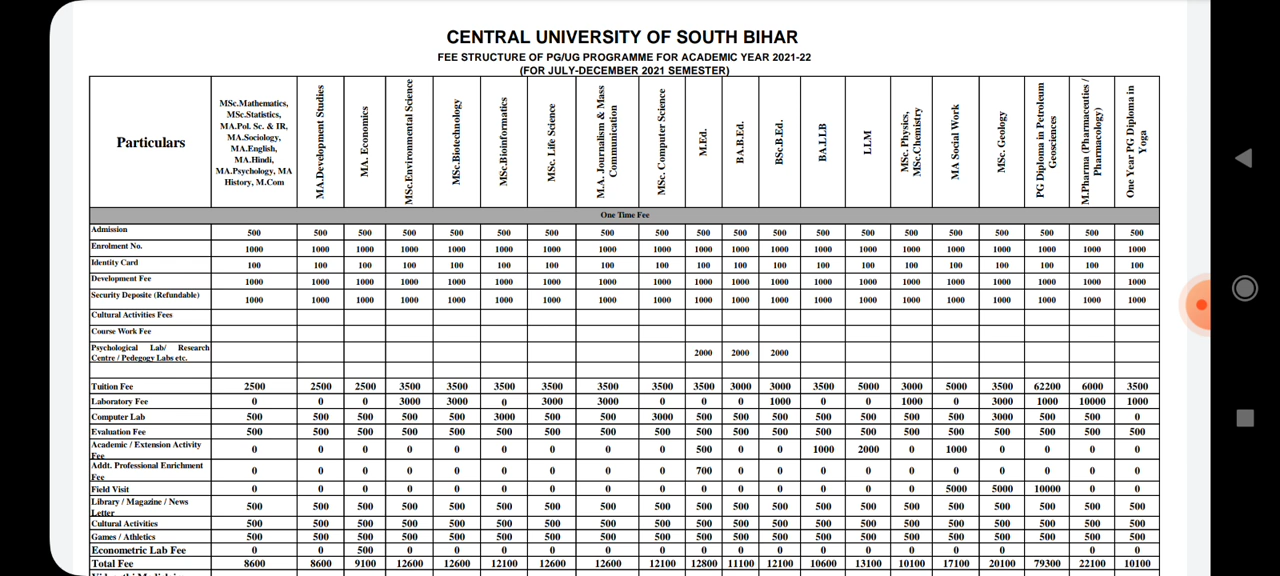 CENTRAL UNIVERSITY OF SOUTH BIHAR
FEE STRUCTURE OF PG/UG PROGRAMME FOR ACADEMIC YEAR 2021-22
(FOR JULY-DECEMBER 2021 SEMESTER)
Particulars
MSc.Mathematics,
MSc.Statistics,
MA.Pol. Sc. & IR,
MA.Sociology,
MA.English,
MA.Hindi,
MA.Psychology, MA
History, M.Com
MA.Development Studies
MA. Economics
MSc.Environmental Science
MSc.Biotechnology
MSc.Bioinformatics
MSc. Life Science
M.A. Journalism & Mass
Communication
MSc. Computer Science
M.Ed.
BA.B.Ed.
BSc.B.Ed.
BA.LLB
LLM
MSc. Physics,
MSc.Chemistry
MA Social Work
MSc. Geology
PG Diploma in Petroleum
Geosciences
M.Pharma (Pharmaceuties /
Pharmacology)
One Year PG Diploma in
Yoga
One Time Fee
Admission 500 500 500 500 500 500 500 500 500 500 500 500 500 500 500 500 500 500 500 500
Enrolment No. 1000 1000 1000 1000 1000 1000 1000 1000 1000 1000 1000 1000 1000 1000 1000 1000 1000 1000 1000 1000
Identity Card 100 100 100 100 100 100 100 100 100 100 100 100 100 100 100 100 100 100 100 100
Development Fee 1000 1000 1000 1000 1000 1000 1000 1000 1000 1000 1000 1000 1000 1000 1000 1000 1000 1000 1000 1000
Security Deposite (Refundable) 1000 1000 1000 1000 1000 1000 1000 1000 1000 1000 1000 1000 1000 1000 1000 1000 1000 1000 1000 1000
Cultural Activities Fees
Course Work Fee
Psychological Lab/ Research
Centre / Pedegogy Labs etc. 2000 2000 2000
Tuition Fee 2500 2500 2500 3500 3500 3500 3500 3500 3500 3500 3000 3000 3500 5000 3000 5000 3500 62200 6000 3500
Laboratory Fee 0 0 0 3000 3000 0 3000 3000 0 0 0 1000 0 0 1000 0 3000 1000 10000 1000
Computer Lab 500 500 500 500 500 3000 500 500 3000 500 500 500 500 500 500 500 3000 500 500 0
Evaluation Fee 500 500 500 500 500 500 500 500 500 500 500 500 500 500 500 500 500 500 500 500
Academic / Extension Activity
Fee 0 0 0 0 0 0 0 0 0 500 0 0 1000 2000 0 1000 0 0 0 0
Addt. Professional Enrichment
Fee 0 0 0 0 0 0 0 0 0 700 0 0 0 0 0 0 0 0 0 0
Field Visit 0 0 0 0 0 0 0 0 0 0 0 0 0 0 0 5000 5000 10000 0 0
Library / Magazine / News
Letter 500 500 500 500 500 500 500 500 500 500 500 500 500 500 500 500 500 500 500 500
Cultural Activities 500 500 500 500 500 500 500 500 500 500 500 500 500 500 500 500 500 500 500 500
Games / Athletics 500 500 500 500 500 500 500 500 500 500 500 500 500 500 500 500 500 500 500 500
Econometric Lab Fee 0 0 500 0 0 0 0 0 0 0 0 0 0 0 0 0 0 0 0
Total Fee 8600 8600 9100 12600 12600 12100 12600 12600 12100 12800 11100 12100 10600 13100 10100 17100 20100 79300 22100 10100